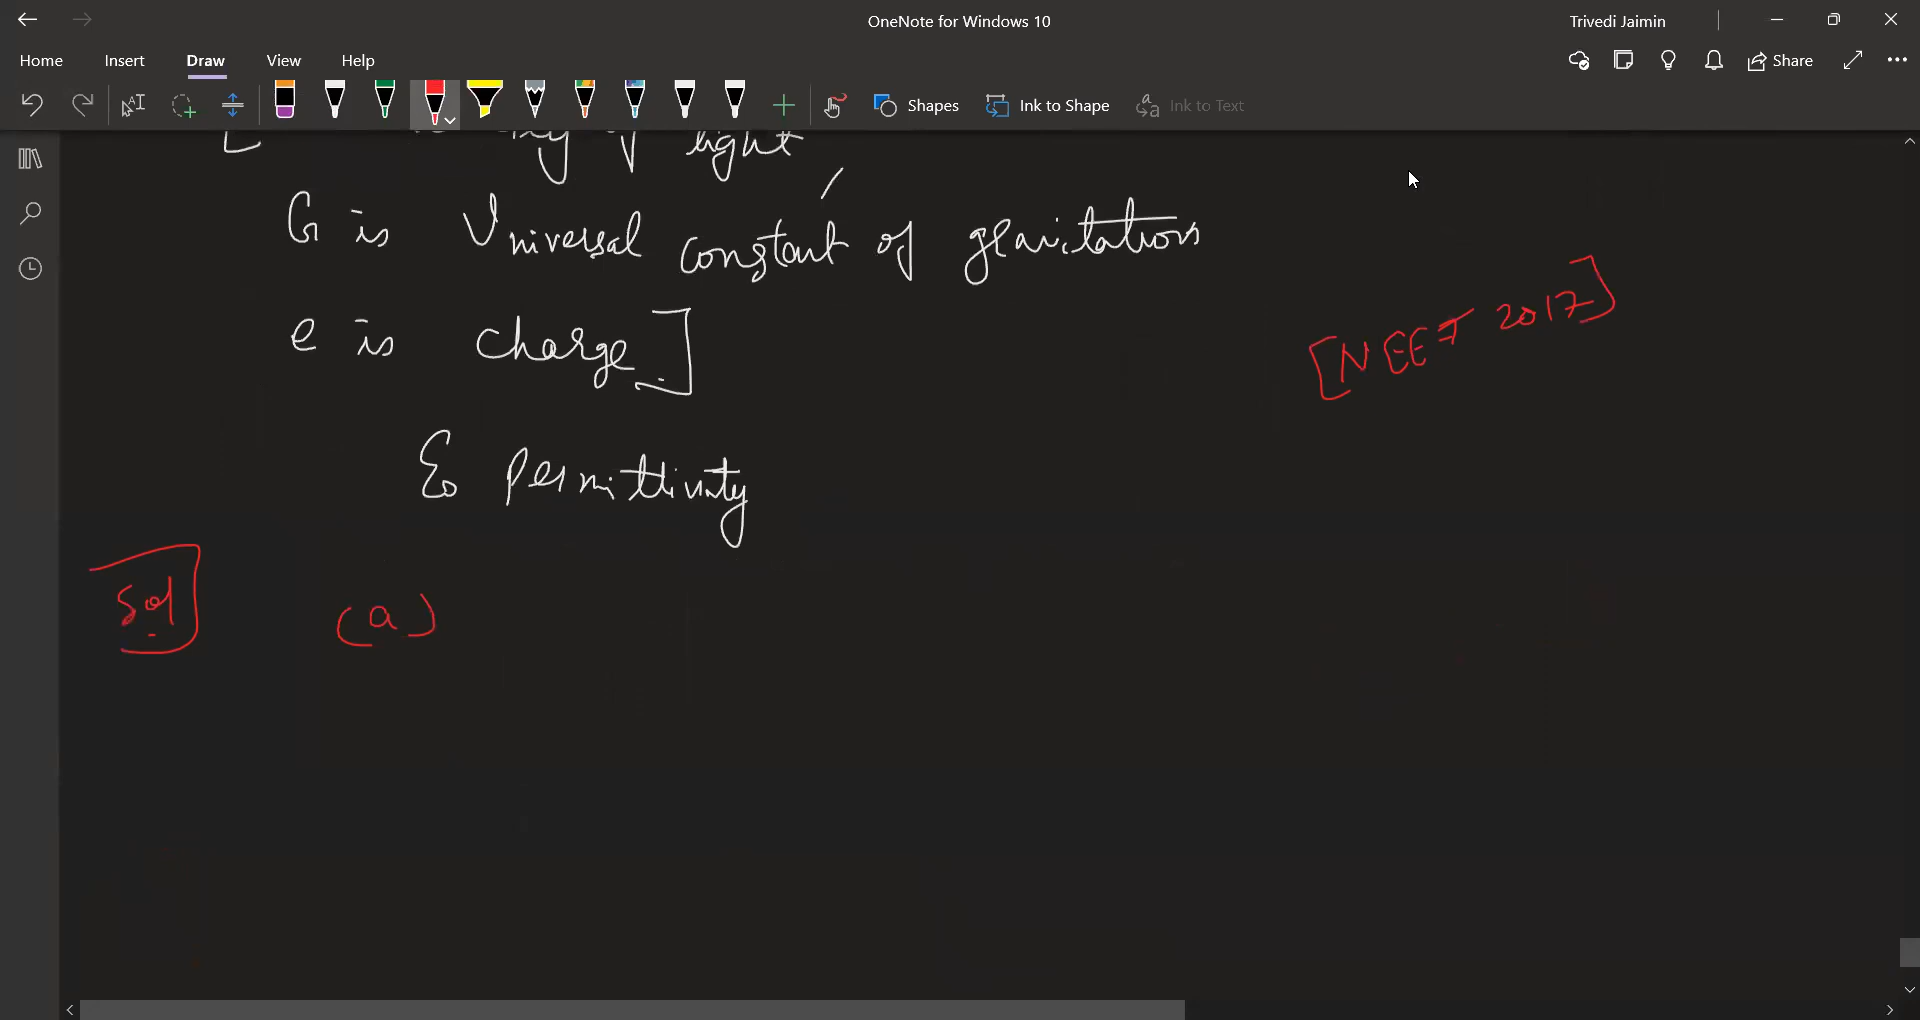 OneNote for Windows 10
Trivedi Jaimin
Home Insert Draw View Help
Share
Shapes Ink to Shape Ink to Text
of light,
G is Universal constant of gravitation
e is charge.]
ε0 Permittivity
[NEET 2017]
Sol (a)